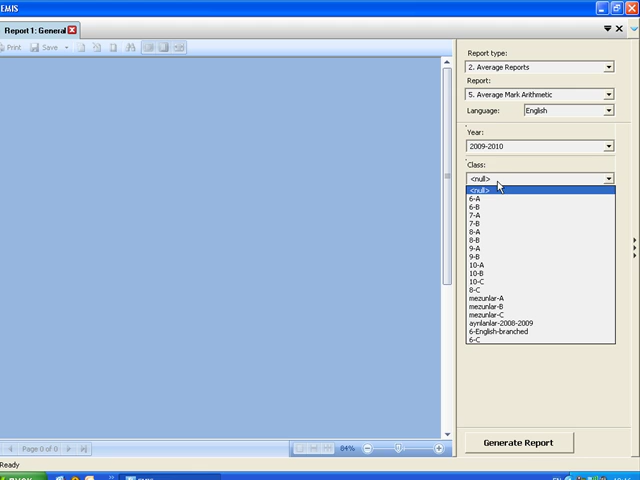 EMIS
Report 1: General
Print
Save
Report type:
2. Average Reports
Report:
5. Average Mark Arithmetic
Language:
English
Year:
2009-2010
Class:
<null>
<null>
6-A
6-B
7-A
7-B
8-A
8-B
9-A
9-B
10-A
10-B
10-C
8-C
mezunlar-A
mezunlar-B
mezunlar-C
ayrılanlar-2008-2009
6-English-branched
6-C
Generate Report
Page 0 of 0
84%
Ready
EMIS
EN